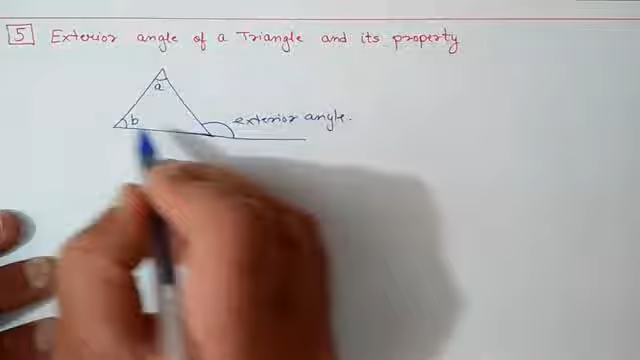 5 Exterior angle of a Triangle and its property
a
b exterior angle.